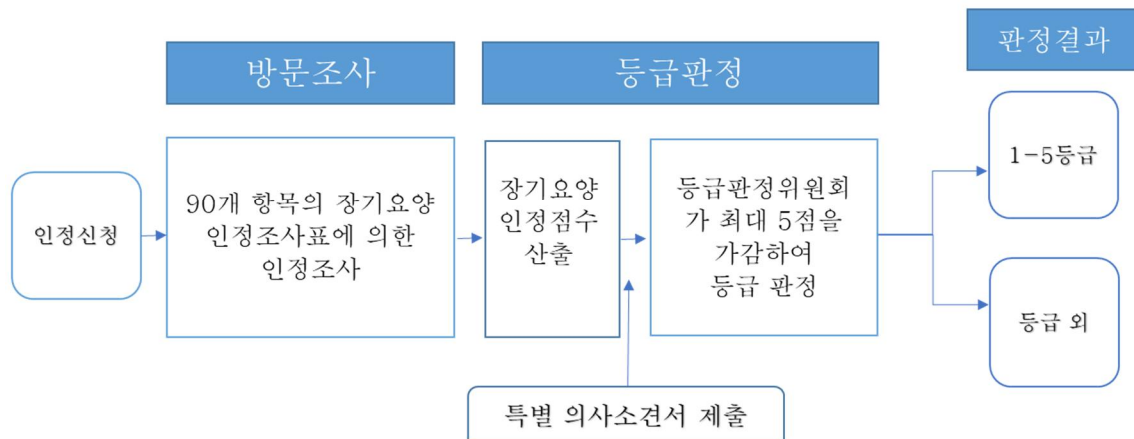 방문조사
등급판정
판정결과
인정신청
90개 항목의 장기요양
인정조사표에 의한
인정조사
장기요양
인정점수
산출
등급판정위원회
가 최대 5점을
가감하여
등급 판정
1-5등급
등급 외
특별 의사소견서 제출